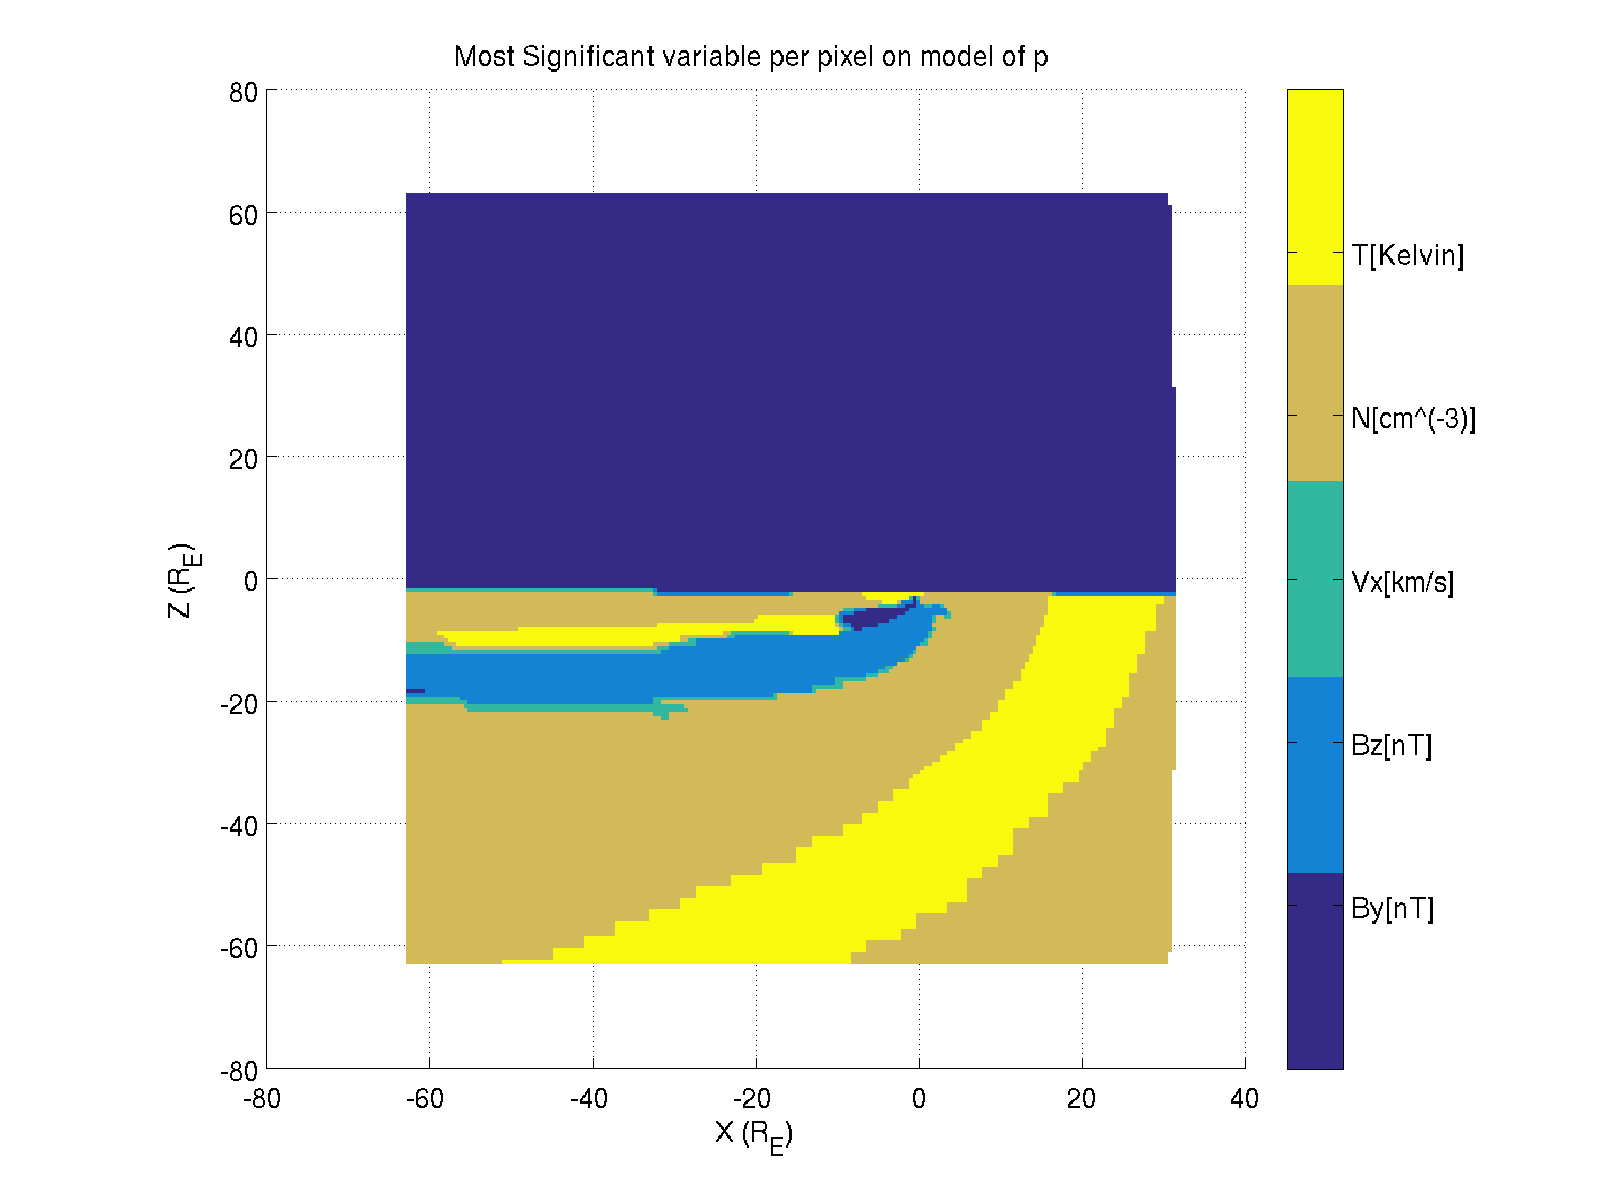 Most Significant variable per pixel on model of p
80
60
40
20
0
-20
-40
-60
-80
Z (R_E)
-80
-60
-40
-20
0
20
40
X (R_E)
T[Kelvin]
N[cm^(-3)]
Vx[km/s]
Bz[nT]
By[nT]